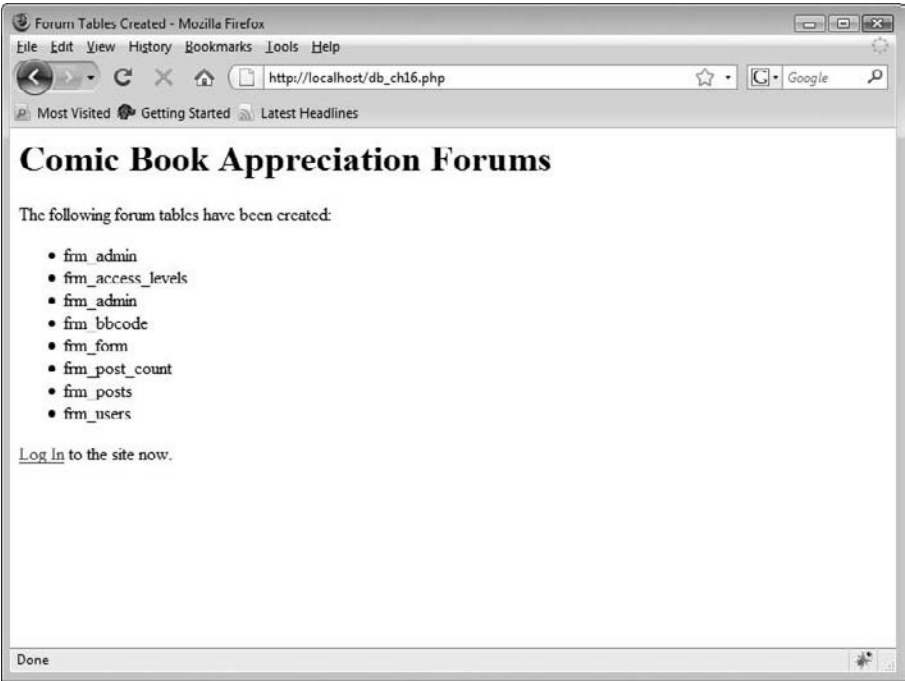 Forum Tables Created - Mozilla Firefox
File Edit View History Bookmarks Tools Help
http://localhost/db_ch16.php
G Google
Most Visited Getting Started Latest Headlines
Comic Book Appreciation Forums
The following forum tables have been created:
• frm_admin
• frm_access_levels
• frm_admin
• frm_bbcode
• frm_form
• frm_post_count
• frm_posts
• frm_users
Log In to the site now.
Done